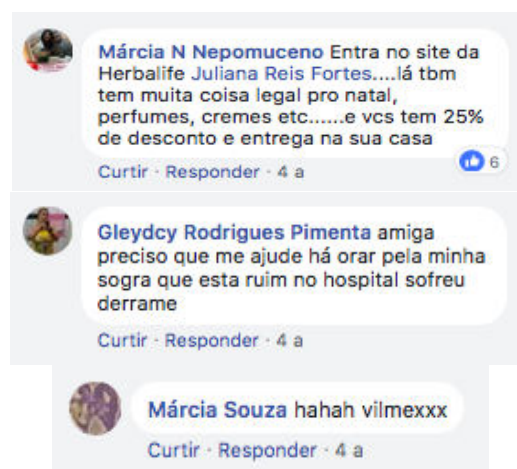 Márcia N Nepomuceno Entra no site da
Herbalife Juliana Reis Fortes....lá tbm
tem muita coisa legal pro natal,
perfumes, cremes etc......e vcs tem 25%
de desconto e entrega na sua casa
Curtir · Responder · 4 a
6
Gleydcy Rodrigues Pimenta amiga
preciso que me ajude há orar pela minha
sogra que esta ruim no hospital sofreu
derrame
Curtir · Responder · 4 a
Márcia Souza hahah vilmexxx
Curtir · Responder · 4 a